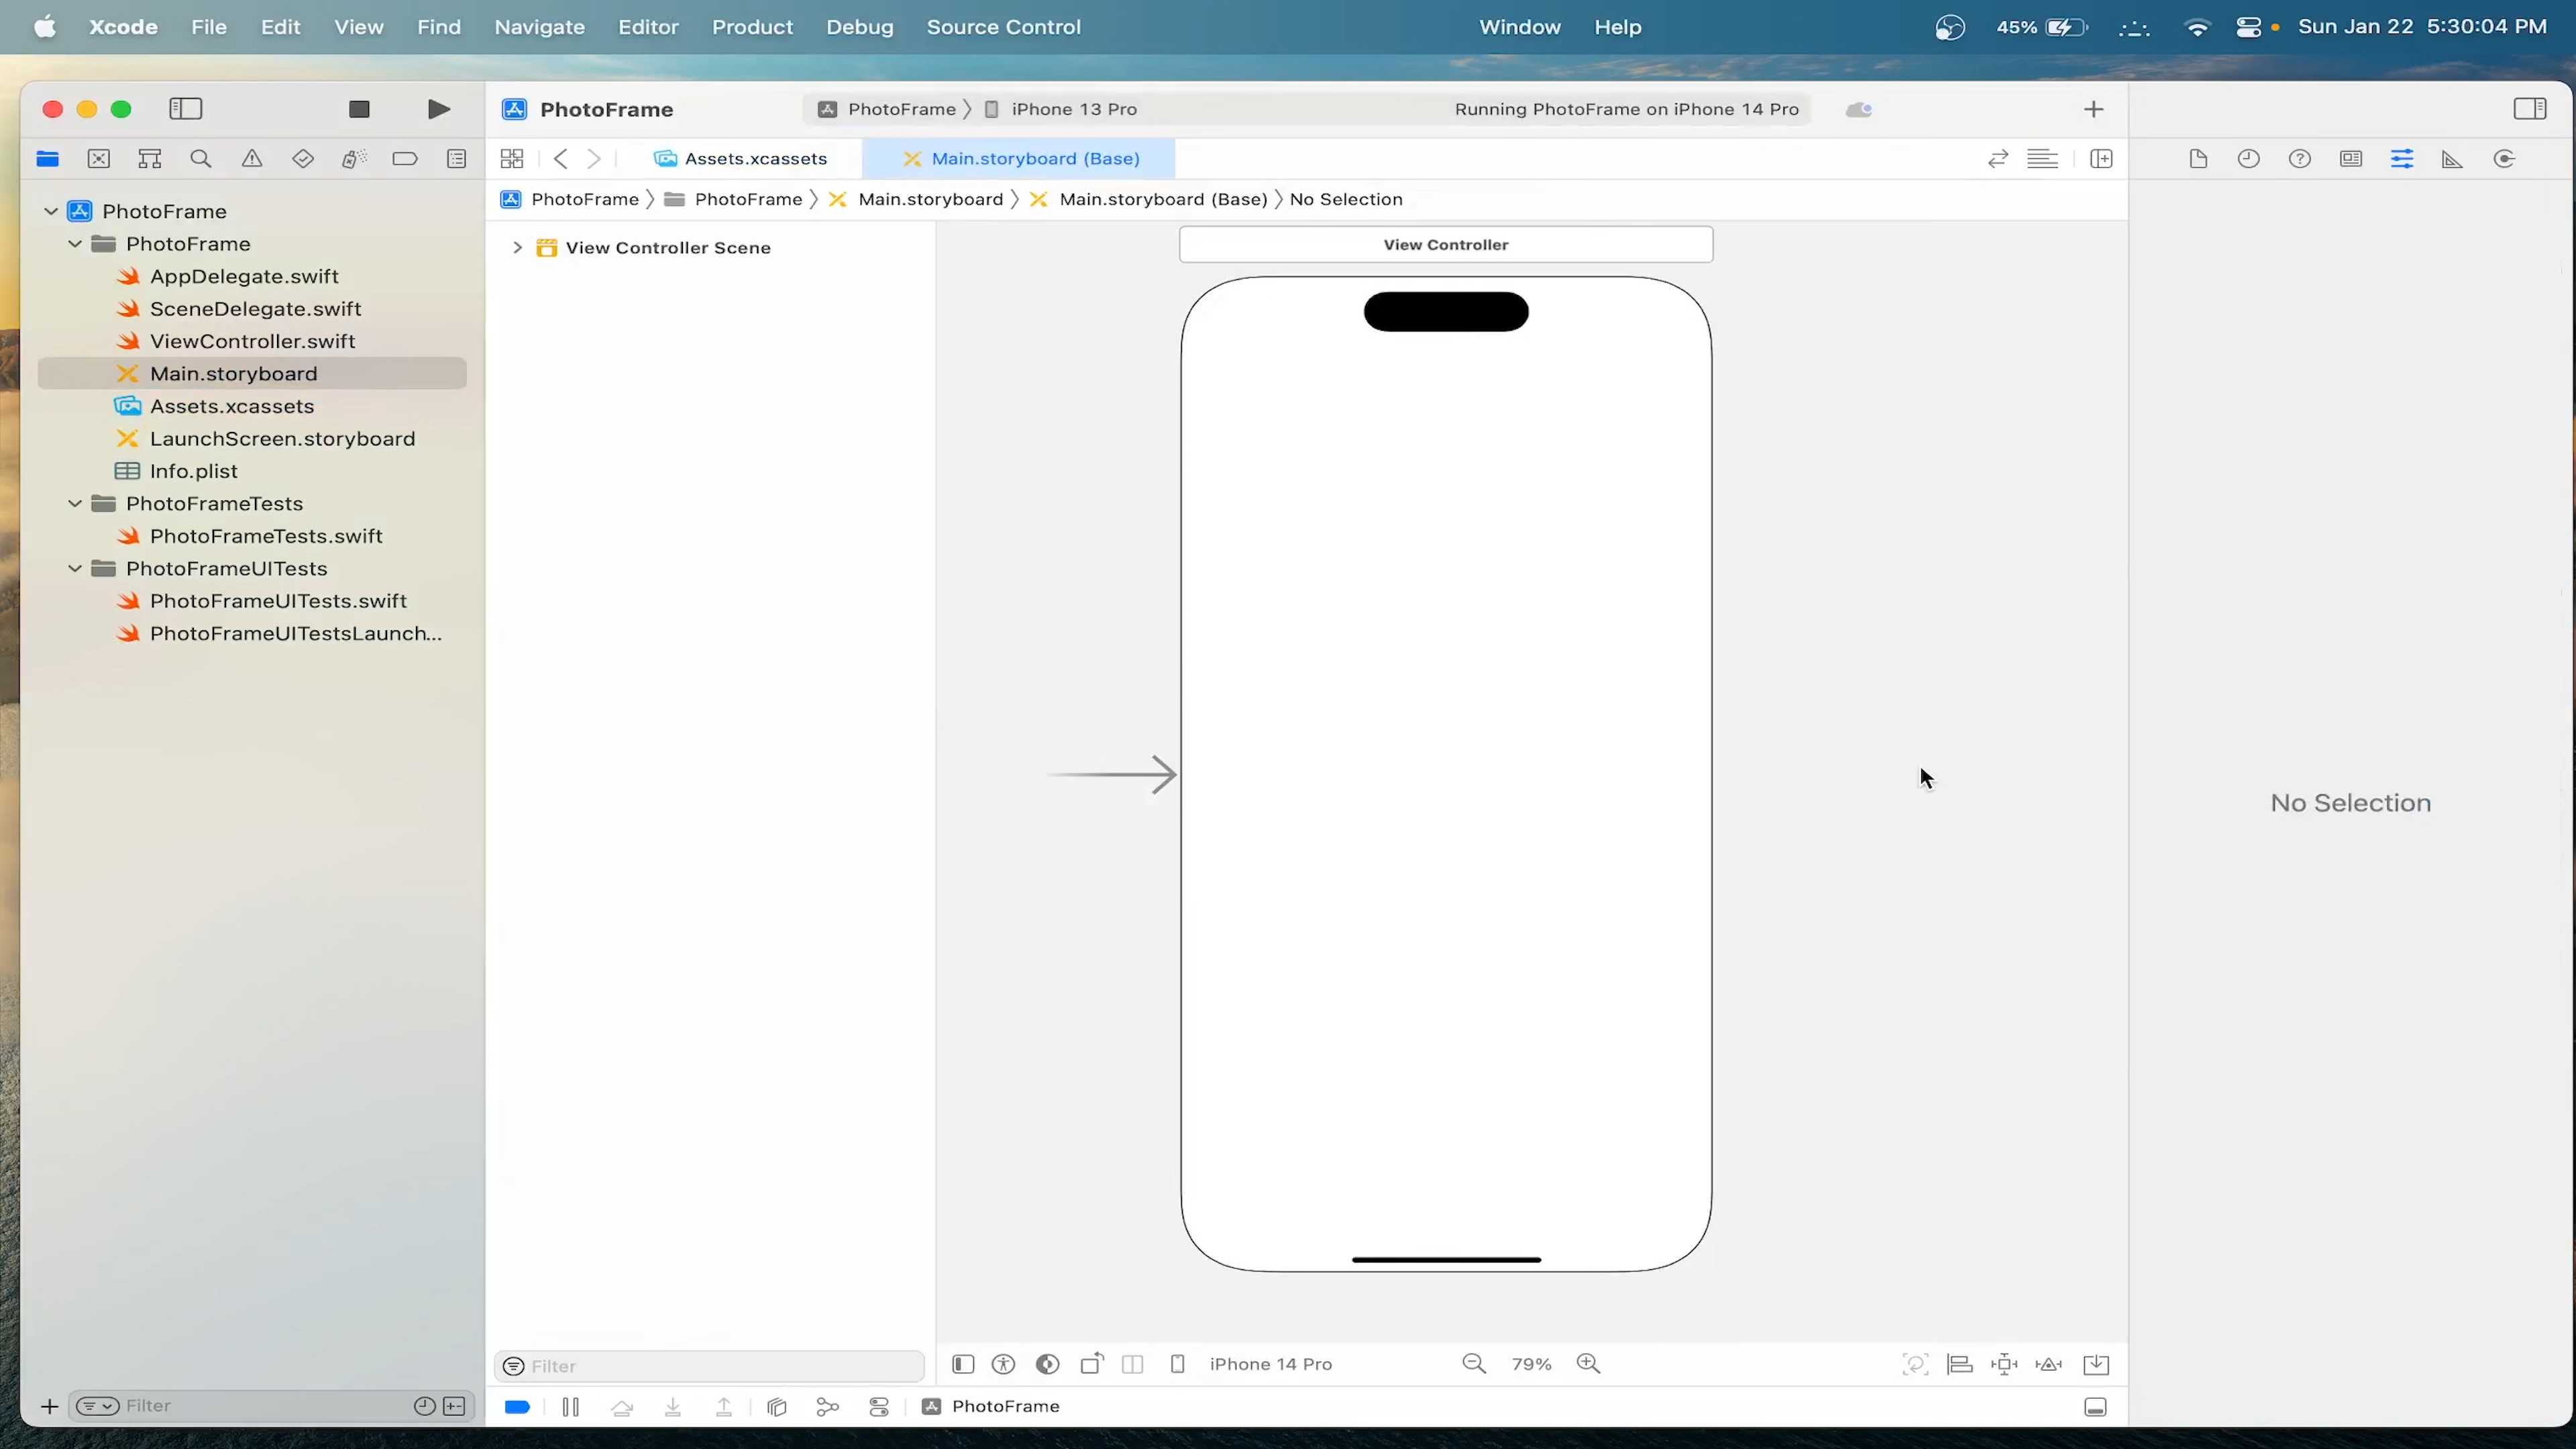 Xcode File Edit View Find Navigate Editor Product Debug Source Control Window Help 45% Sun Jan 22 5:30:04 PM
PhotoFrame PhotoFrame iPhone 13 Pro Running PhotoFrame on iPhone 14 Pro
Assets.xcassets Main.storyboard (Base)
PhotoFrame PhotoFrame Main.storyboard Main.storyboard (Base) No Selection
PhotoFrame
PhotoFrame
AppDelegate.swift
SceneDelegate.swift
ViewController.swift
Main.storyboard
Assets.xcassets
LaunchScreen.storyboard
Info.plist
PhotoFrameTests
PhotoFrameTests.swift
PhotoFrameUITests
PhotoFrameUITests.swift
PhotoFrameUITestsLaunch...
Filter
View Controller Scene
Filter
View Controller
iPhone 14 Pro 79%
PhotoFrame
No Selection